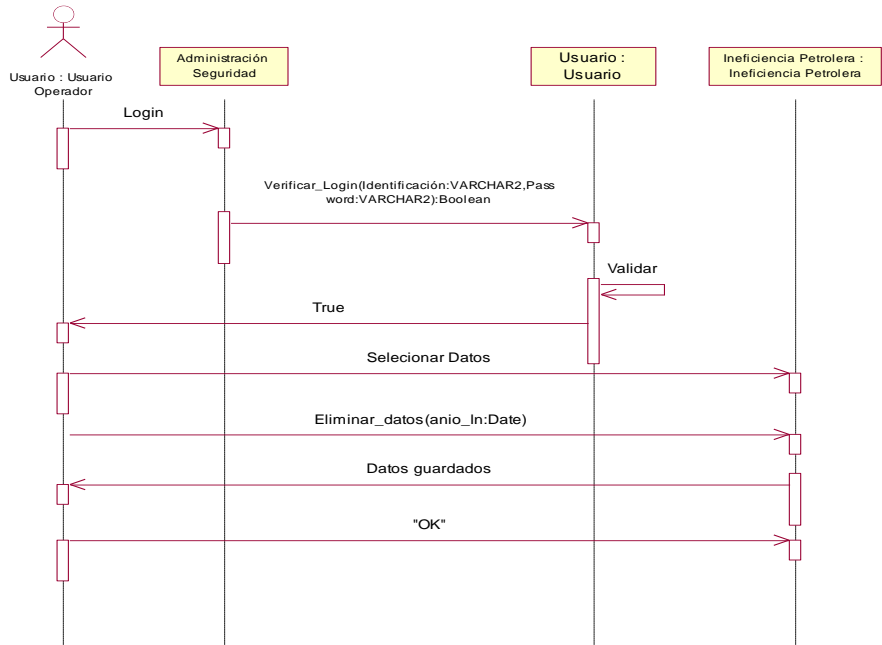 Usuario : Usuario
Operador
Administración
Seguridad
Usuario :
Usuario
Ineficiencia Petrolera :
Ineficiencia Petrolera
Login
Verificar_Login(Identificación:VARCHAR2,Pass
word:VARCHAR2):Boolean
Validar
True
Selecionar Datos
Eliminar_datos(anio_In:Date)
Datos guardados
"OK"